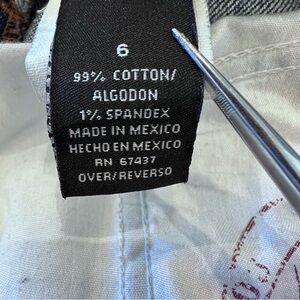 6
99% COTTON/
ALGODON
1% SPANDEX
MADE IN MEXICO
HECHO EN MEXICO
RN 67437
OVER/REVERSO